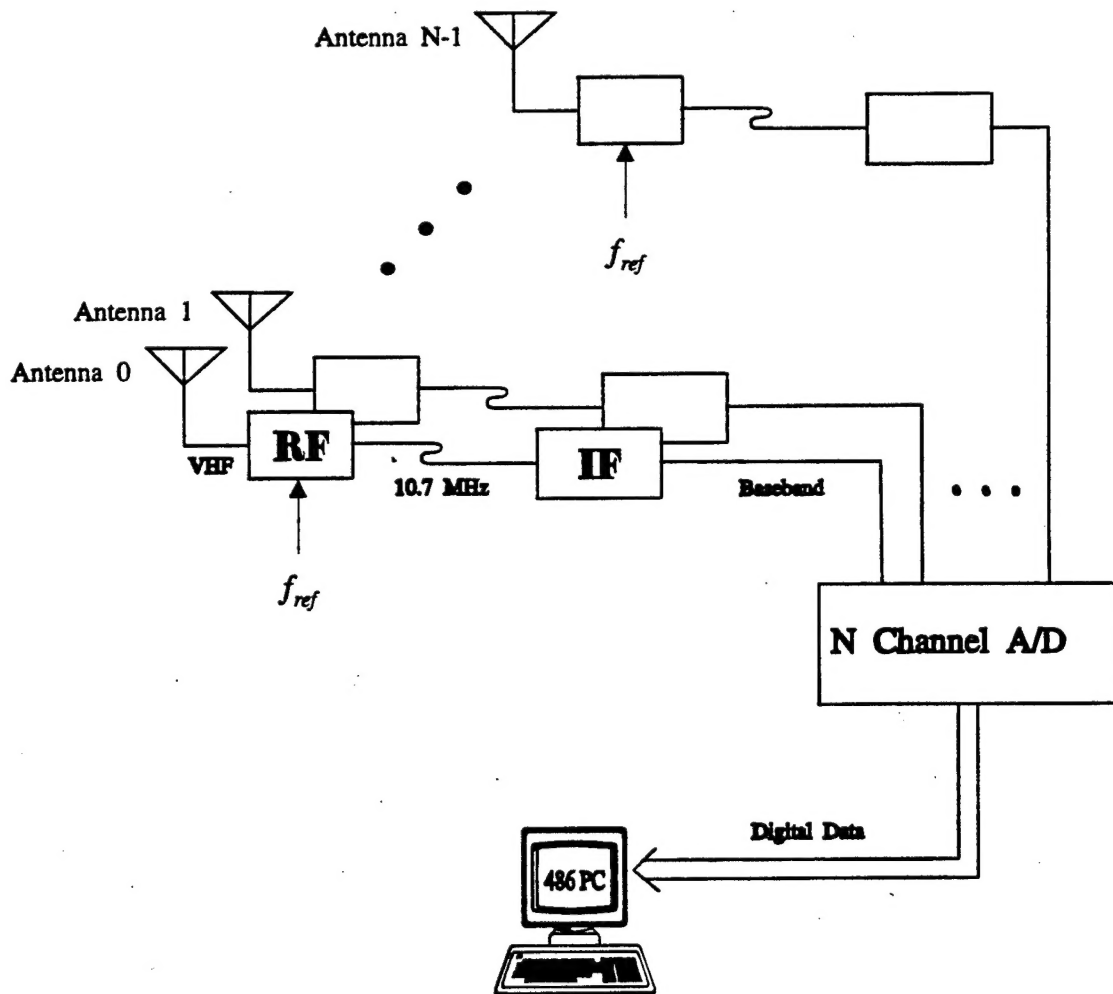 Antenna N-1
f_ref
Antenna 1
Antenna 0
RF
VHF
10.7 MHz
IF
Baseband
f_ref
N Channel A/D
Digital Data
486 PC